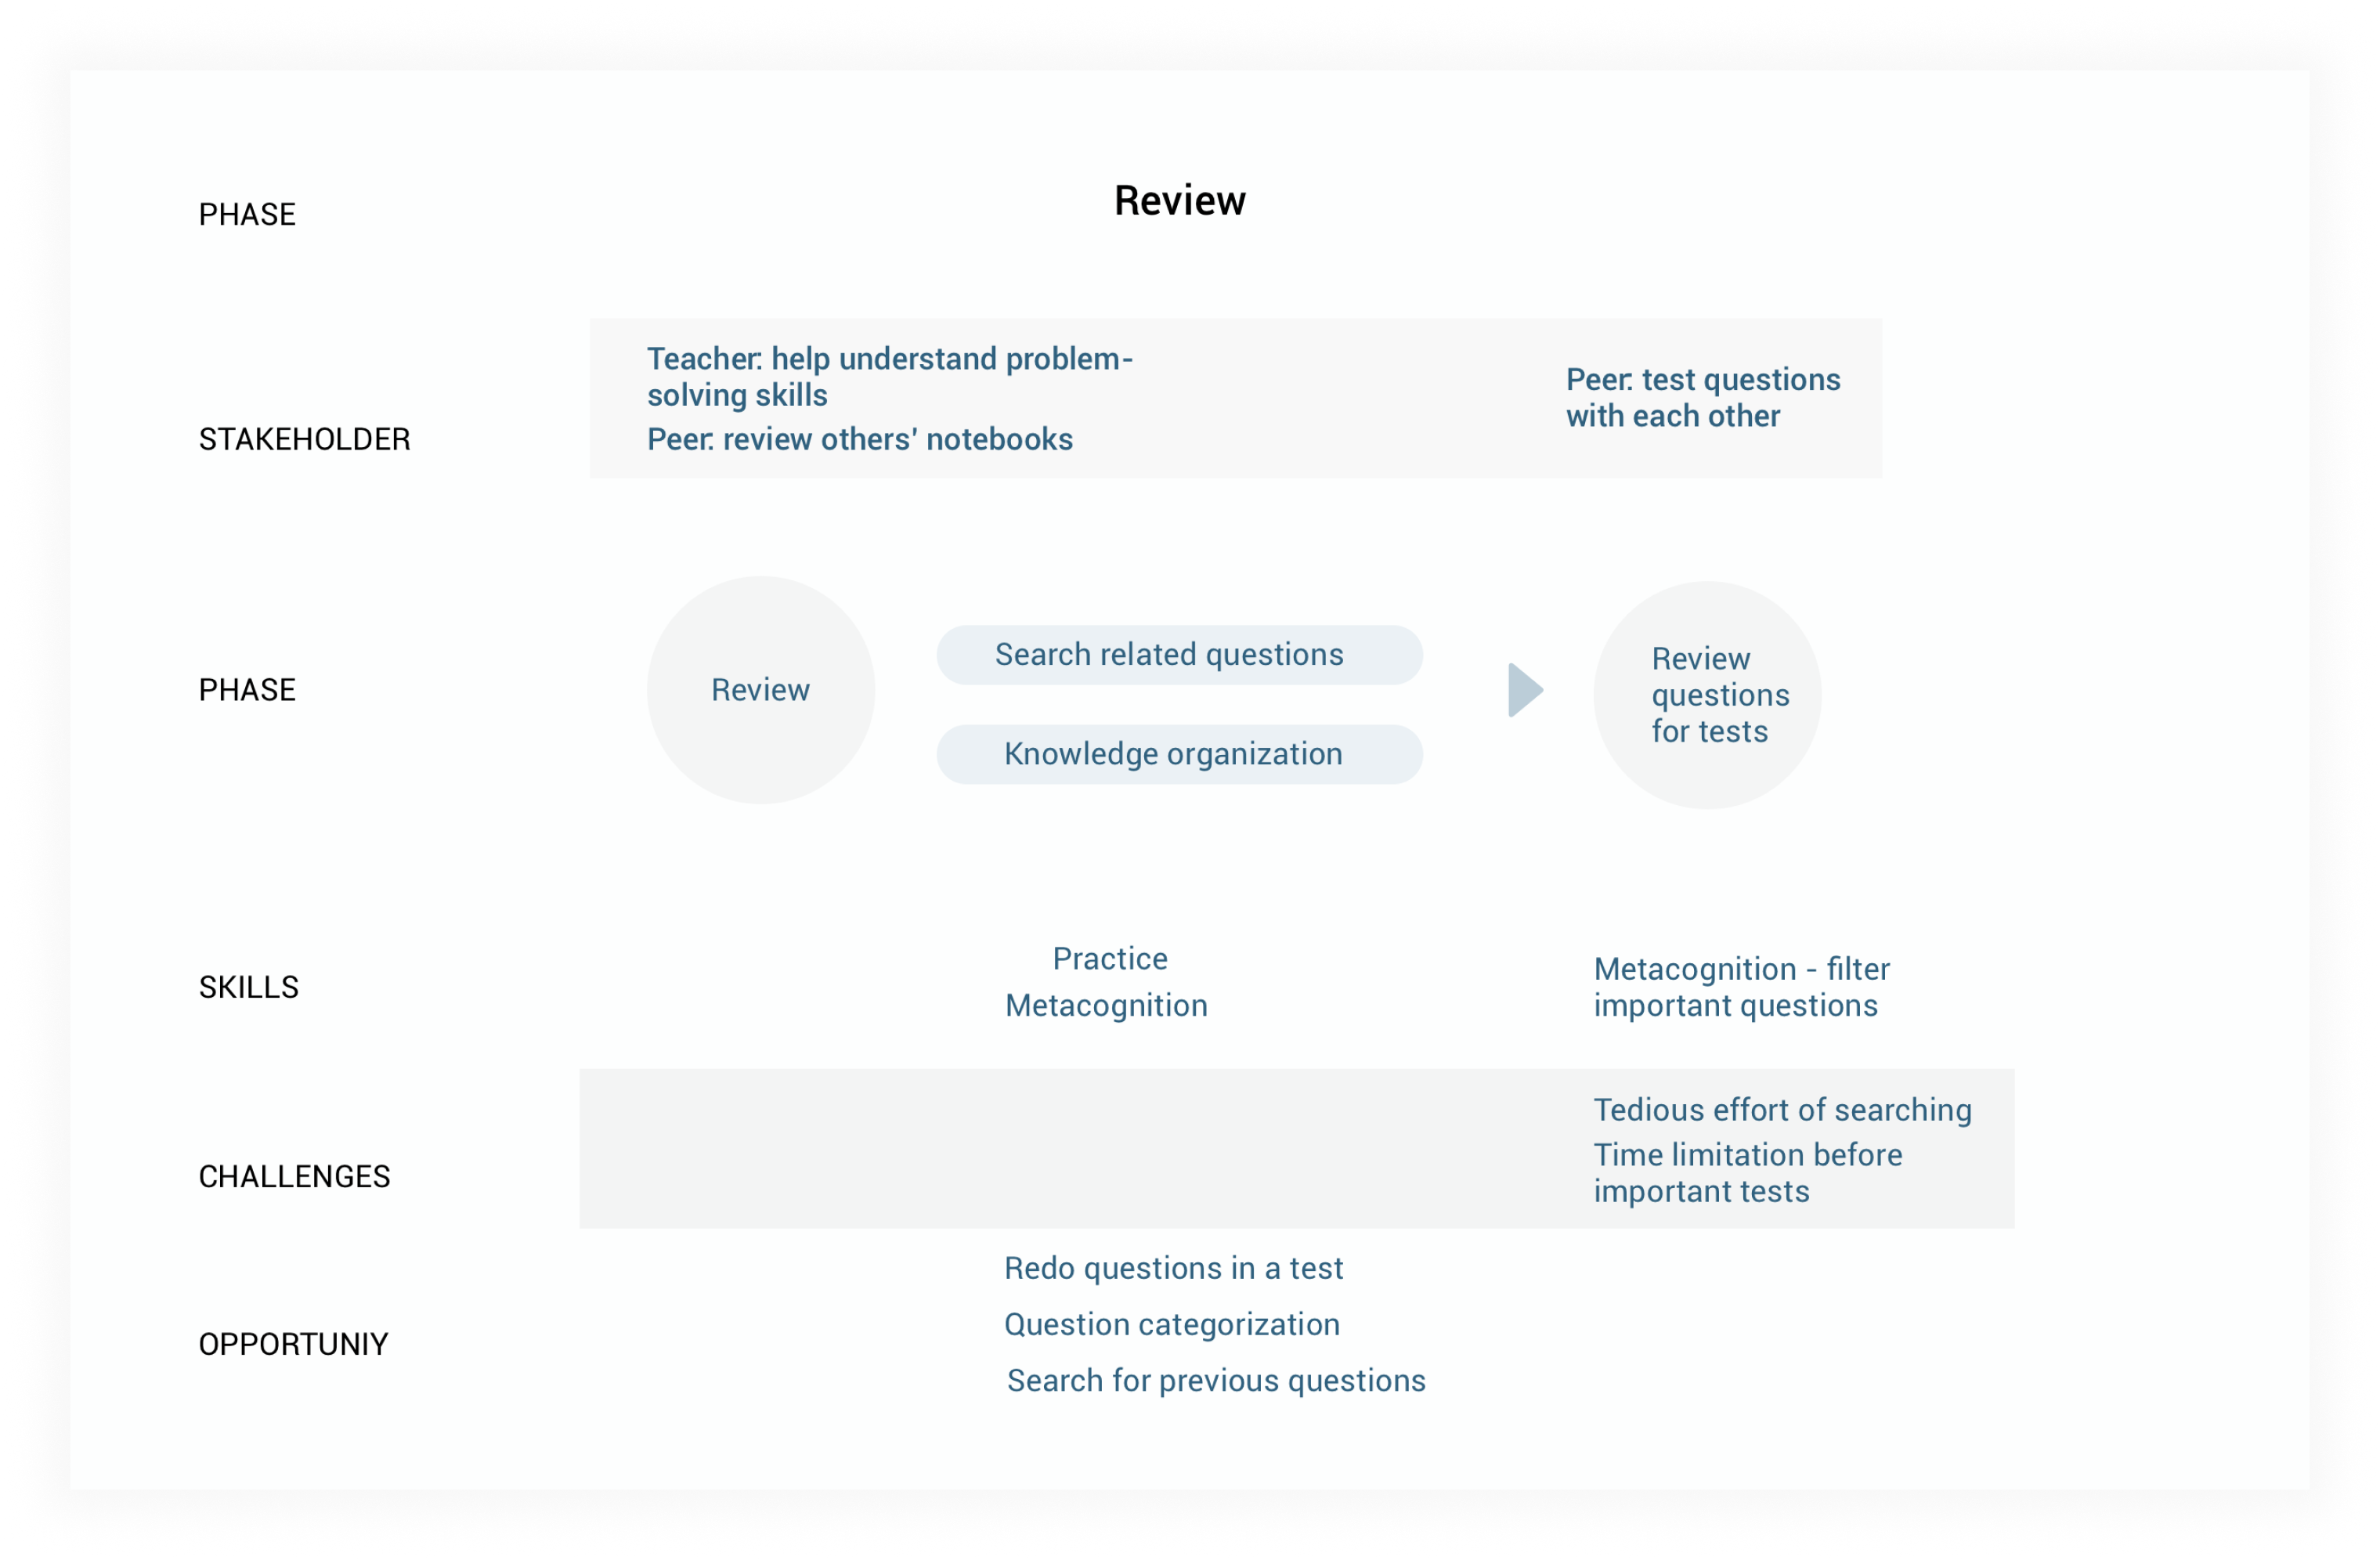 PHASE
Review
STAKEHOLDER
Teacher: help understand problem-
solving skills
Peer: review others' notebooks
Peer: test questions
with each other
PHASE
Review
Search related questions
Knowledge organization
Review
questions
for tests
SKILLS
Practice
Metacognition
Metacognition - filter
important questions
CHALLENGES
Tedious effort of searching
Time limitation before
important tests
OPPORTUNIY
Redo questions in a test
Question categorization
Search for previous questions